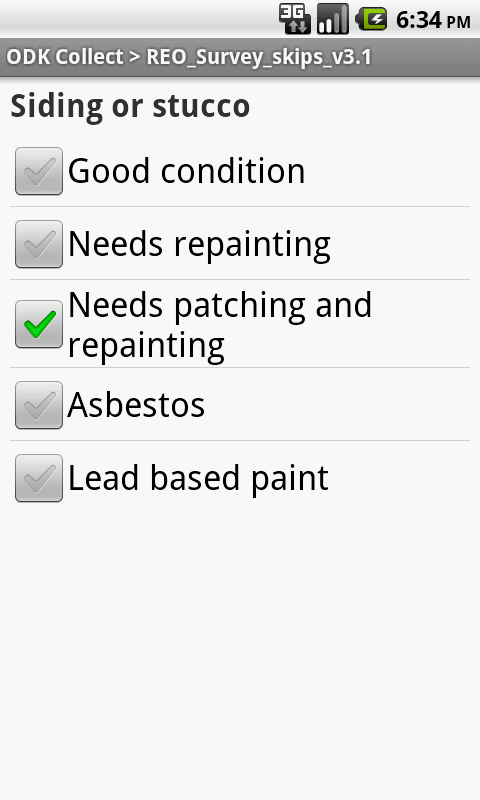 3G 6:34 PM
ODK Collect > REO_Survey_skips_v3.1
Siding or stucco
Good condition
Needs repainting
Needs patching and
repainting
Asbestos
Lead based paint